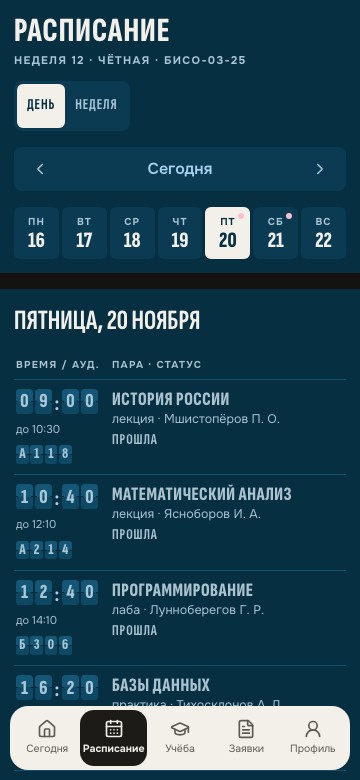 РАСПИСАНИЕ
НЕДЕЛЯ 12 · ЧЁТНАЯ · БИСО-03-25
ДЕНЬ НЕДЕЛЯ
Сегодня
ПН ВТ СР ЧТ ПТ СБ ВС
16 17 18 19 20 21 22
ПЯТНИЦА, 20 НОЯБРЯ
ВРЕМЯ / АУД. ПАРА · СТАТУС
09:00 ИСТОРИЯ РОССИИ
лекция · Мшистопёров П. О.
до 10:30
ПРОШЛА
А118
10:40 МАТЕМАТИЧЕСКИЙ АНАЛИЗ
лекция · Ясноборов И. А.
до 12:10
ПРОШЛА
А214
12:40 ПРОГРАММИРОВАНИЕ
лаба · Лунноберегов Г. Р.
до 14:10
ПРОШЛА
Б306
16:20 БАЗЫ ДАННЫХ
практика · Тихосклонов А. Д.
Сегодня Расписание Учёба Заявки Профиль